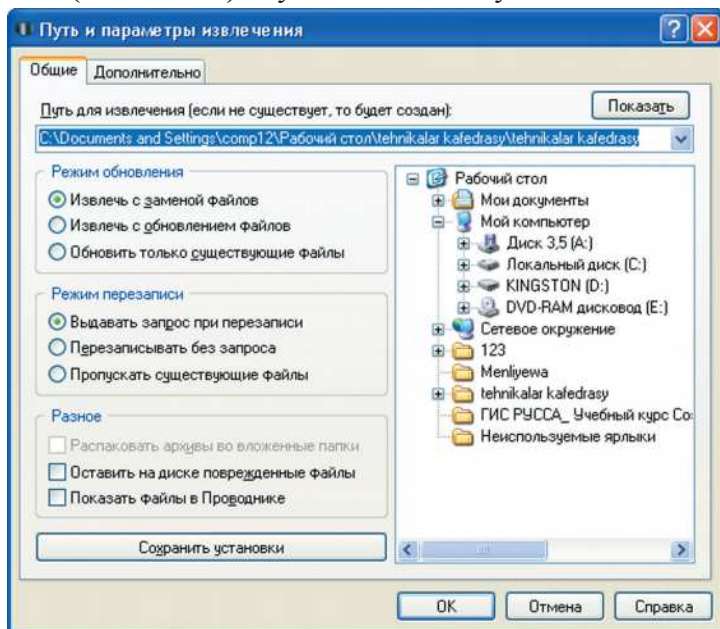 Путь и параметры извлечения
Общие
Дополнительно
Путь для извлечения (если не существует, то будет создан):
Показать
C:\Documents and Settings\comp12\Рабочий стол\tehnikalar kafedrasy\tehnikalar kafedrasy
Режим обновления
Извлечь с заменой файлов
Извлечь с обновлением файлов
Обновить только существующие файлы
Режим перезаписи
Выдавать запрос при перезаписи
Перезаписывать без запроса
Пропускать существующие файлы
Разное
Распаковать архивы во вложенные папки
Оставить на диске поврежденные файлы
Показать файлы в Проводнике
Сохранить установки
Рабочий стол
Мои документы
Мой компьютер
Диск 3,5 (A:)
Локальный диск (C:)
KINGSTON (D:)
DVD-RAM дисковод (E:)
Сетевое окружение
123
Menliyewa
tehnikalar kafedrasy
ГИС РУССА_ Учебный курс Co
Неиспользуемые ярлыки
OK
Отмена
Справка